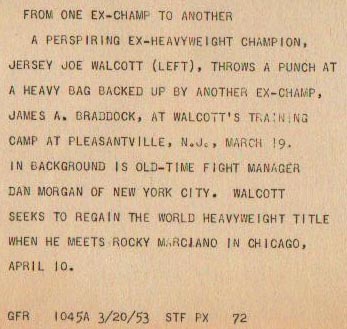 FROM ONE EX-CHAMP TO ANOTHER
A PERSPIRING EX-HEAVYWEIGHT CHAMPION,
JERSEY JOE WALCOTT (LEFT), THROWS A PUNCH AT
A HEAVY BAG BACKED UP BY ANOTHER EX-CHAMP,
JAMES A. BRADDOCK, AT WALCOTT'S TRAINING
CAMP AT PLEASANTVILLE, N.J., MARCH 19.
IN BACKGROUND IS OLD-TIME FIGHT MANAGER
DAN MORGAN OF NEW YORK CITY. WALCOTT
SEEKS TO REGAIN THE WORLD HEAVYWEIGHT TITLE
WHEN HE MEETS ROCKY MARCIANO IN CHICAGO,
APRIL 10.
GFR 1045A 3/20/53 STF PX 72